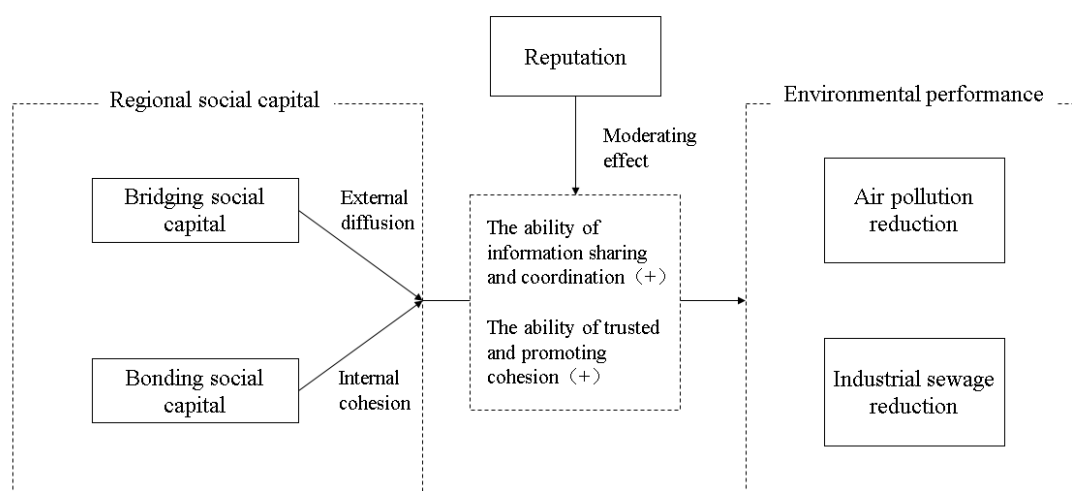 Reputation
Regional social capital
Environmental performance
Moderating
effect
Bridging social
capital
External
diffusion
The ability of
information sharing
and coordination（+）
The ability of trusted
and promoting
cohesion（+）
Bonding social
capital
Internal
cohesion
Air pollution
reduction
Industrial sewage
reduction